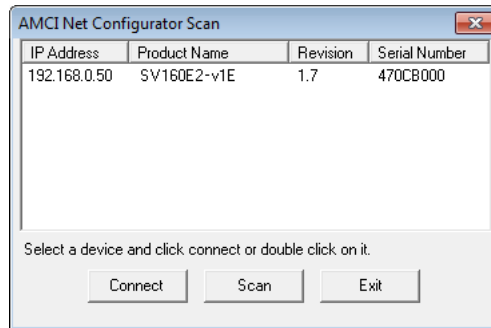 AMCI Net Configurator Scan
IP Address Product Name Revision Serial Number
192.168.0.50 SV160E2-v1E 1.7 470CB000
Select a device and click connect or double click on it.
Connect Scan Exit